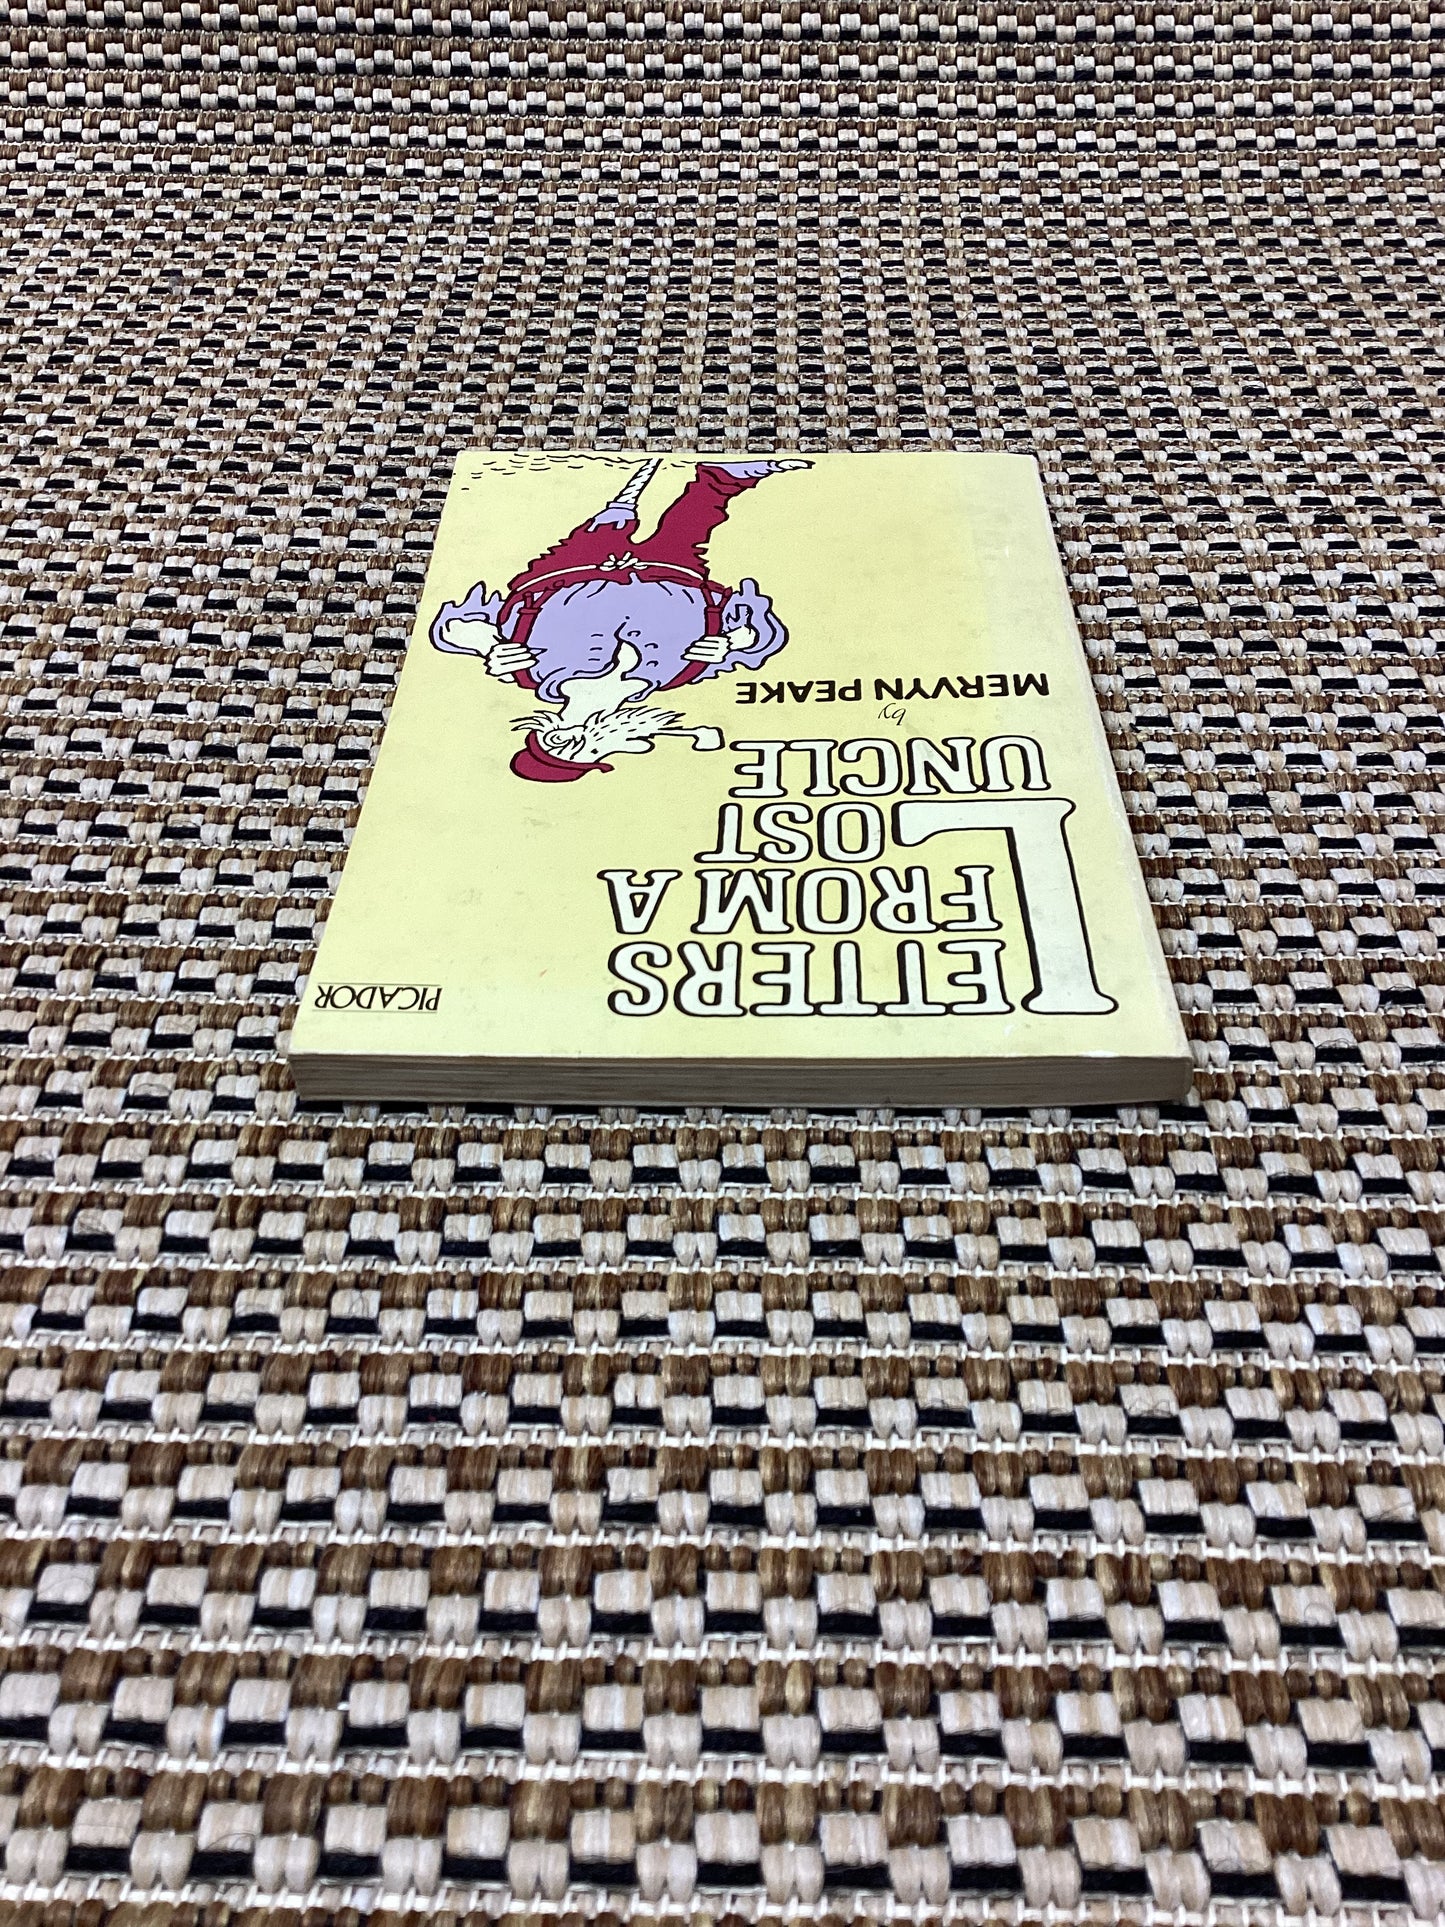 PICADOR
LETTERS
FROM A
LOST
UNCLE
by
MERVYN PEAKE